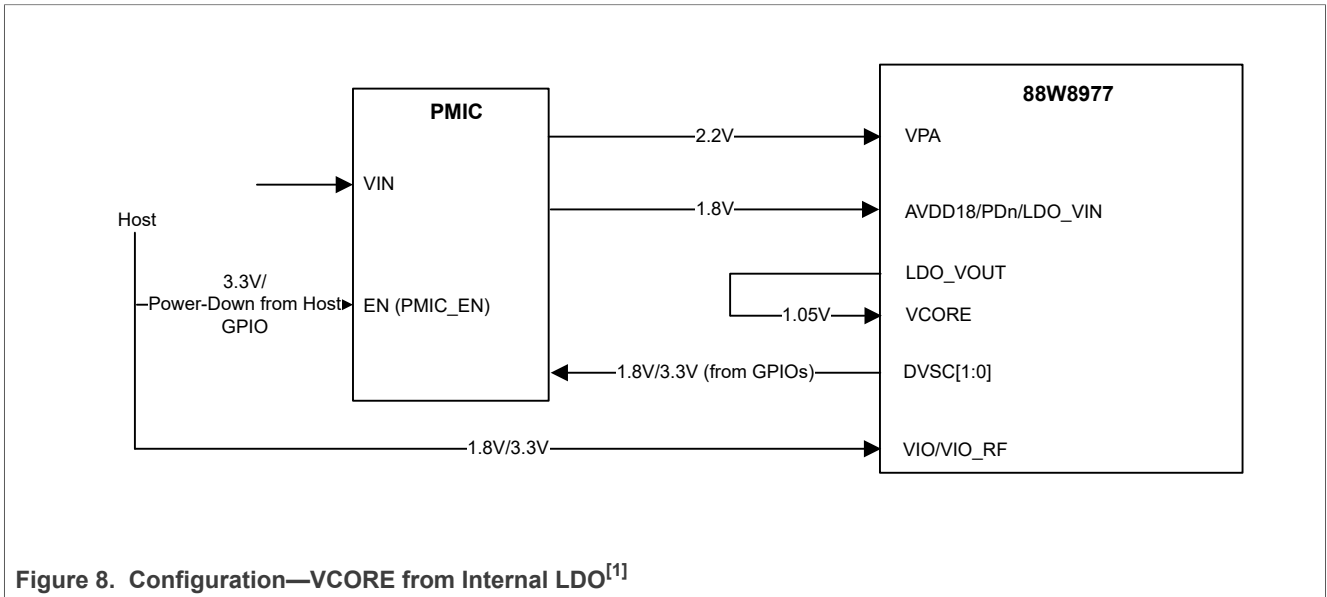 PMIC
88W8977
2.2V
VPA
VIN
1.8V
AVDD18/PDn/LDO_VIN
Host
LDO_VOUT
3.3V/
Power-Down from Host
GPIO
EN (PMIC_EN)
1.05V
VCORE
1.8V/3.3V (from GPIOs)
DVSC[1:0]
1.8V/3.3V
VIO/VIO_RF
Figure 8. Configuration—VCORE from Internal LDO[1]